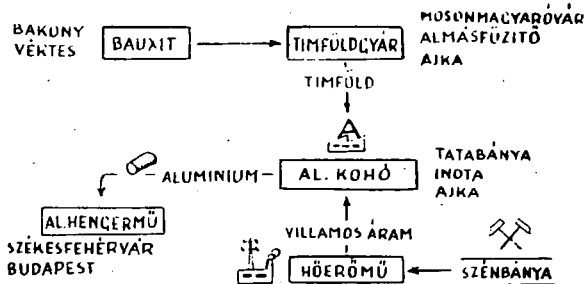 BAKONY
VÉRTES
BAUXIT
TIMFÖLDGYÁR
MOSONMAGYARÓVÁR
ALMÁSFÜZITŐ
AJKA
TIMFÖLD
ALUMINIUM
AL. KOHÓ
TATABÁNYA
INOTA
AJKA
AL.HENGERMŰ
SZÉKESFEHÉRVÁR
BUDAPEST
VILLAMOS ÁRAM
HŐERŐMŰ
SZÉNBÁNYA